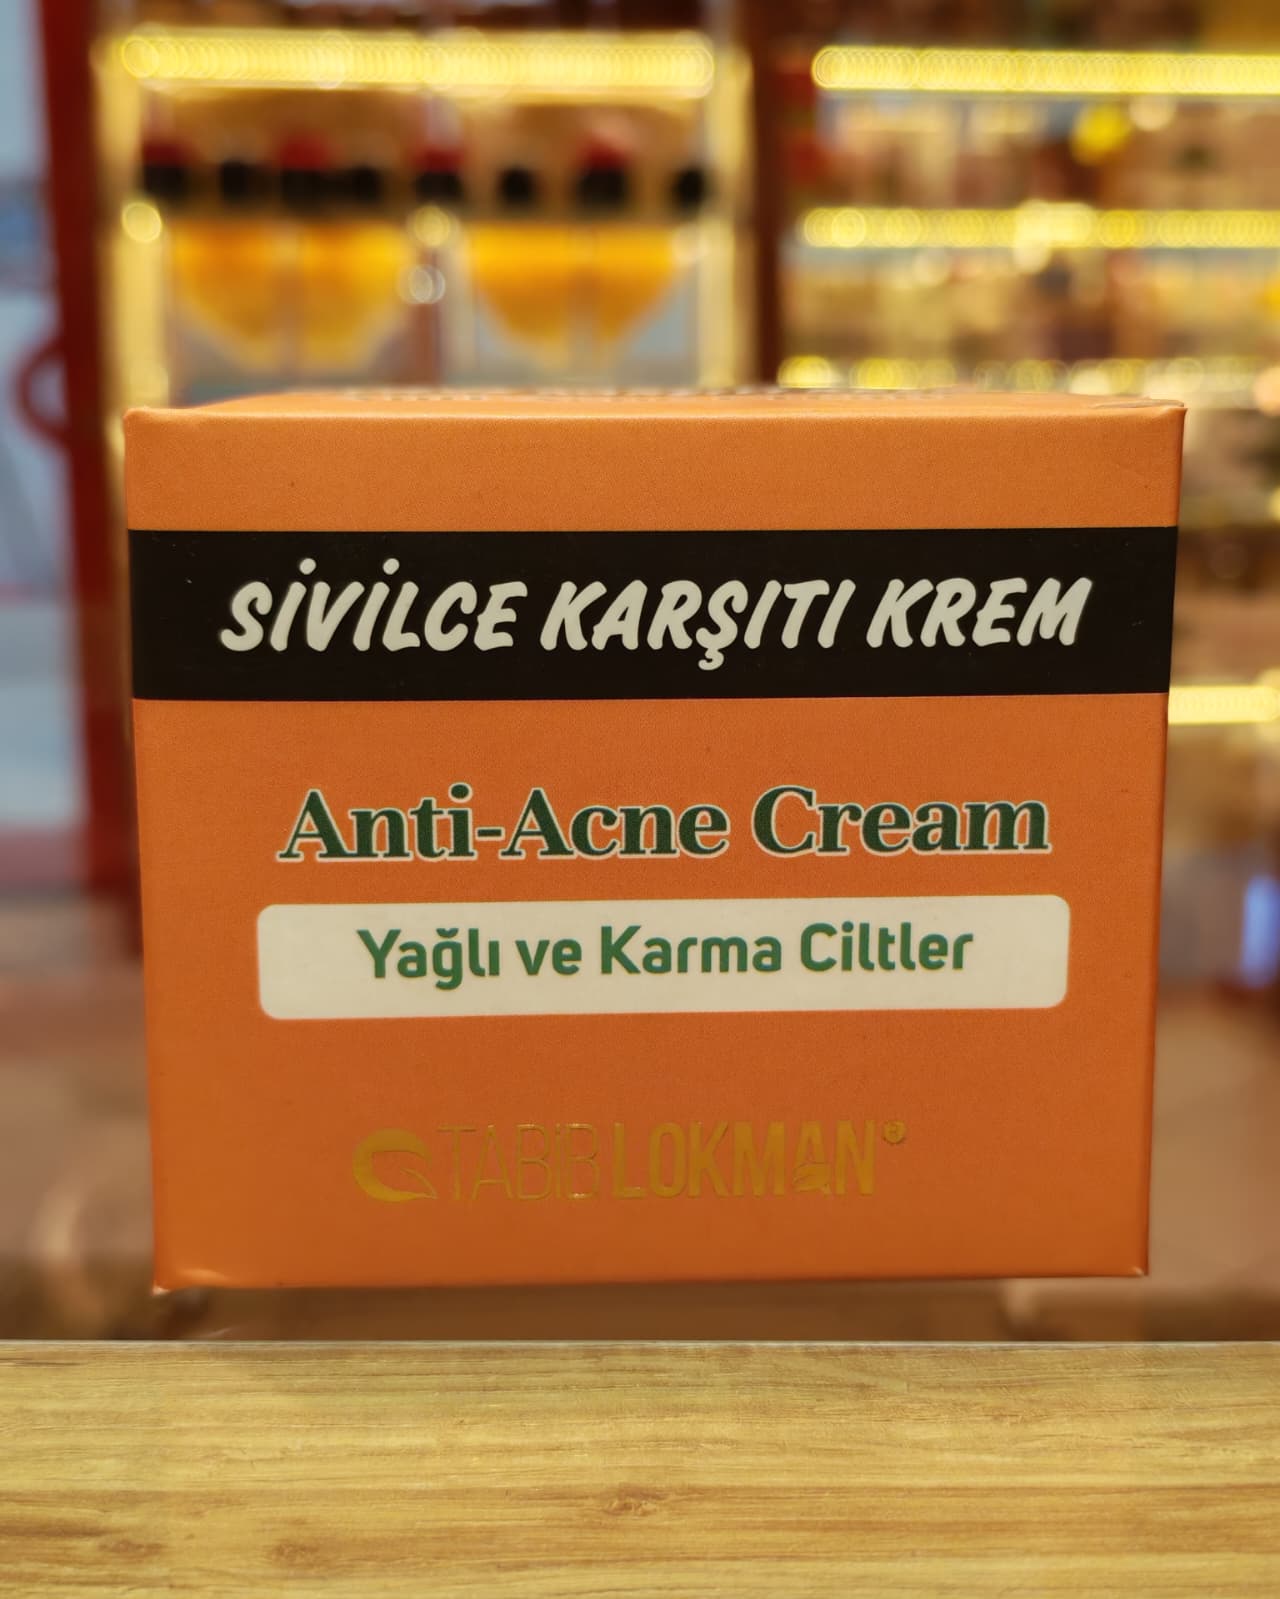 SİVİLCE KARŞITI KREM
Anti-Acne Cream
Yağlı ve Karma Ciltler
TABİB LOKMAN®